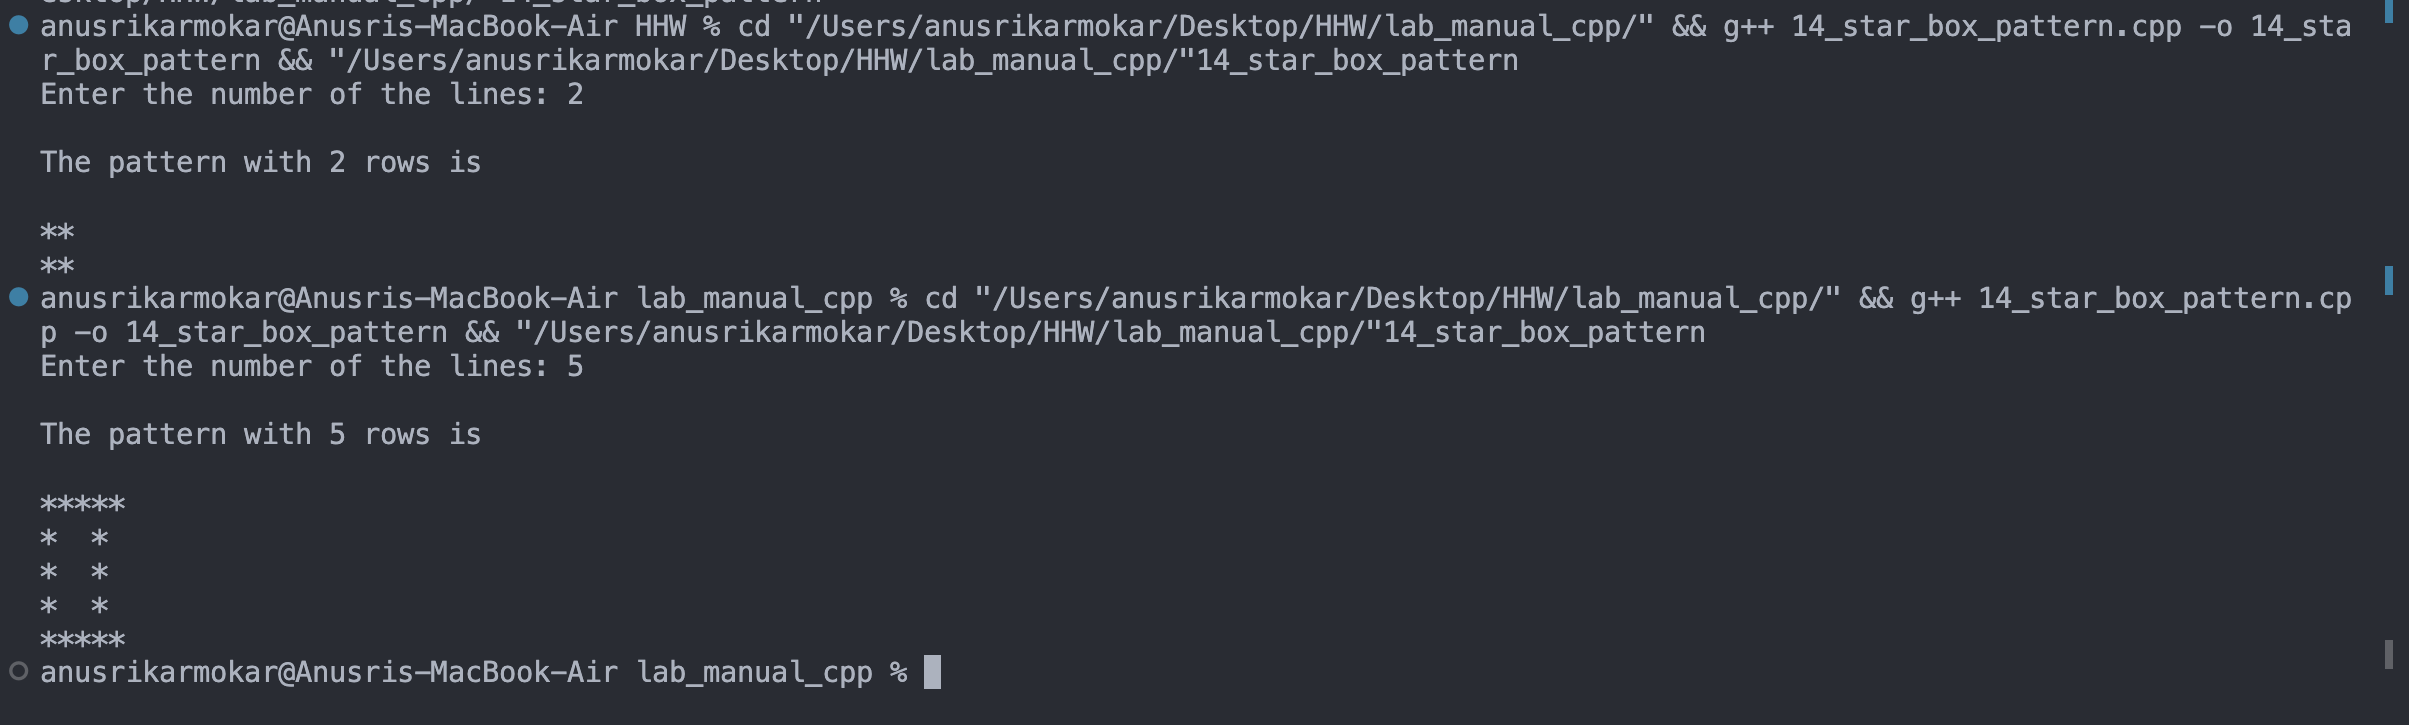 anusrikarmokar@Anusris-MacBook-Air HHW % cd "/Users/anusrikarmokar/Desktop/HHW/lab_manual_cpp/" && g++ 14_star_box_pattern.cpp -o 14_sta
r_box_pattern && "/Users/anusrikarmokar/Desktop/HHW/lab_manual_cpp/"14_star_box_pattern
Enter the number of the lines: 2
The pattern with 2 rows is
**
**
anusrikarmokar@Anusris-MacBook-Air lab_manual_cpp % cd "/Users/anusrikarmokar/Desktop/HHW/lab_manual_cpp/" && g++ 14_star_box_pattern.cp
p -o 14_star_box_pattern && "/Users/anusrikarmokar/Desktop/HHW/lab_manual_cpp/"14_star_box_pattern
Enter the number of the lines: 5
The pattern with 5 rows is
*****
*  *
*  *
*  *
*****
anusrikarmokar@Anusris-MacBook-Air lab_manual_cpp %